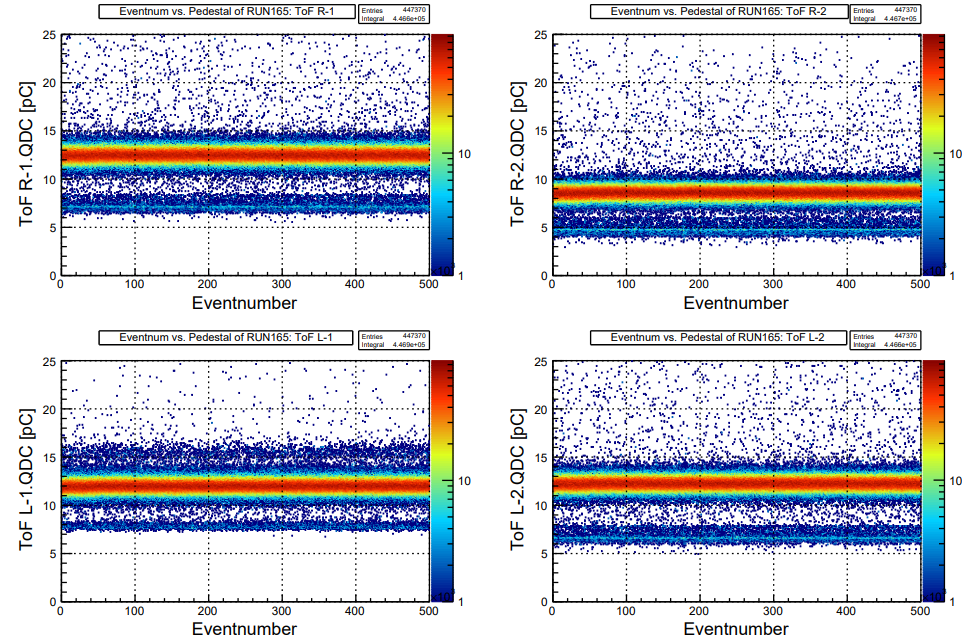 Eventnum vs. Pedestal of RUN165: ToF R-1
Entries 447370
Integral 4.466e+05
ToF R-1.QDC [pC]
25
20
15
10
5
0
0 100 200 300 400 500
Eventnumber
10
1
Eventnum vs. Pedestal of RUN165: ToF R-2
Entries 447370
Integral 4.467e+05
ToF R-2.QDC [pC]
25
20
15
10
5
0
0 100 200 300 400 500
Eventnumber
10
1
Eventnum vs. Pedestal of RUN165: ToF L-1
Entries 447370
Integral 4.469e+05
ToF L-1.QDC [pC]
25
20
15
10
5
0
0 100 200 300 400 500
Eventnumber
10
1
Eventnum vs. Pedestal of RUN165: ToF L-2
Entries 447370
Integral 4.466e+05
ToF L-2.QDC [pC]
25
20
15
10
5
0
0 100 200 300 400 500
Eventnumber
10
1